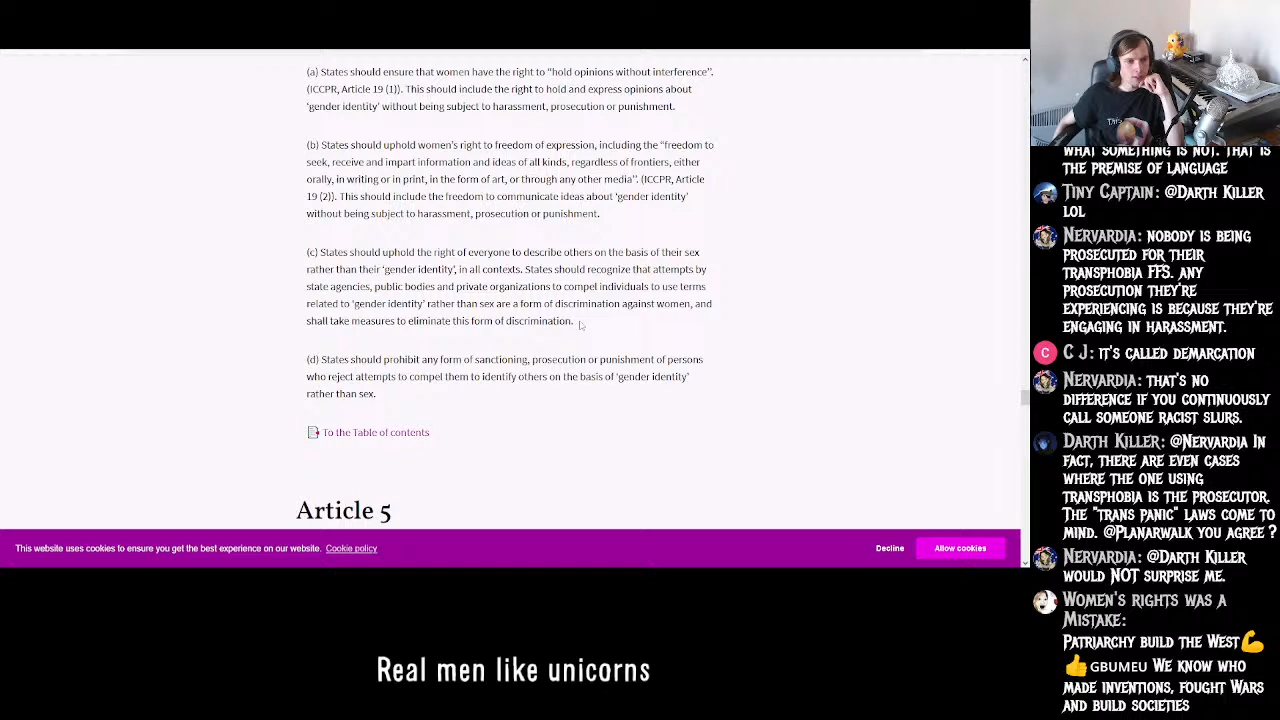 (a) States should ensure that women have the right to “hold opinions without interference”.
(ICCPR, Article 19 (1)). This should include the right to hold and express opinions about
‘gender identity’ without being subject to harassment, prosecution or punishment.
(b) States should uphold women’s right to freedom of expression, including the “freedom to
seek, receive and impart information and ideas of all kinds, regardless of frontiers, either
orally, in writing or in print, in the form of art, or through any other media”. (ICCPR, Article
19 (2)). This should include the freedom to communicate ideas about ‘gender identity’
without being subject to harassment, prosecution or punishment.
(c) States should uphold the right of everyone to describe others on the basis of their sex
rather than their ‘gender identity’, in all contexts. States should recognize that attempts by
state agencies, public bodies and private organizations to compel individuals to use terms
related to ‘gender identity’ rather than sex are a form of discrimination against women, and
shall take measures to eliminate this form of discrimination.
(d) States should prohibit any form of sanctioning, prosecution or punishment of persons
who reject attempts to compel them to identify others on the basis of ‘gender identity’
rather than sex.
To the Table of contents
Article 5
This website uses cookies to ensure you get the best experience on our website. Cookie policy
Decline
Allow cookies
Real men like unicorns
WHAT SOMETHING IS NOT. THAT IS
THE PREMISE OF LANGUAGE
TINY CAPTAIN: @DARTH KILLER
LOL
NERVARDIA: NOBODY IS BEING
PROSECUTED FOR THEIR
TRANSPHOBIA FFS. ANY
PROSECUTION THEY'RE
EXPERIENCING IS BECAUSE THEY'RE
ENGAGING IN HARASSMENT.
C
C J: IT'S CALLED DEMARCATION
NERVARDIA: THAT'S NO
DIFFERENCE IF YOU CONTINUOUSLY
CALL SOMEONE RACIST SLURS.
DARTH KILLER: @NERVARDIA IN
FACT, THERE ARE EVEN CASES
WHERE THE ONE USING
TRANSPHOBIA IS THE PROSECUTOR.
THE "TRANS PANIC" LAWS COME TO
MIND. @PLANARWALK YOU AGREE ?
NERVARDIA: @DARTH KILLER
WOULD NOT SURPRISE ME.
WOMEN'S RIGHTS WAS A
MISTAKE:
PATRIARCHY BUILD THE WEST💪
👍GBUMEU WE KNOW WHO
MADE INVENTIONS, FOUGHT WARS
AND BUILD SOCIETIES